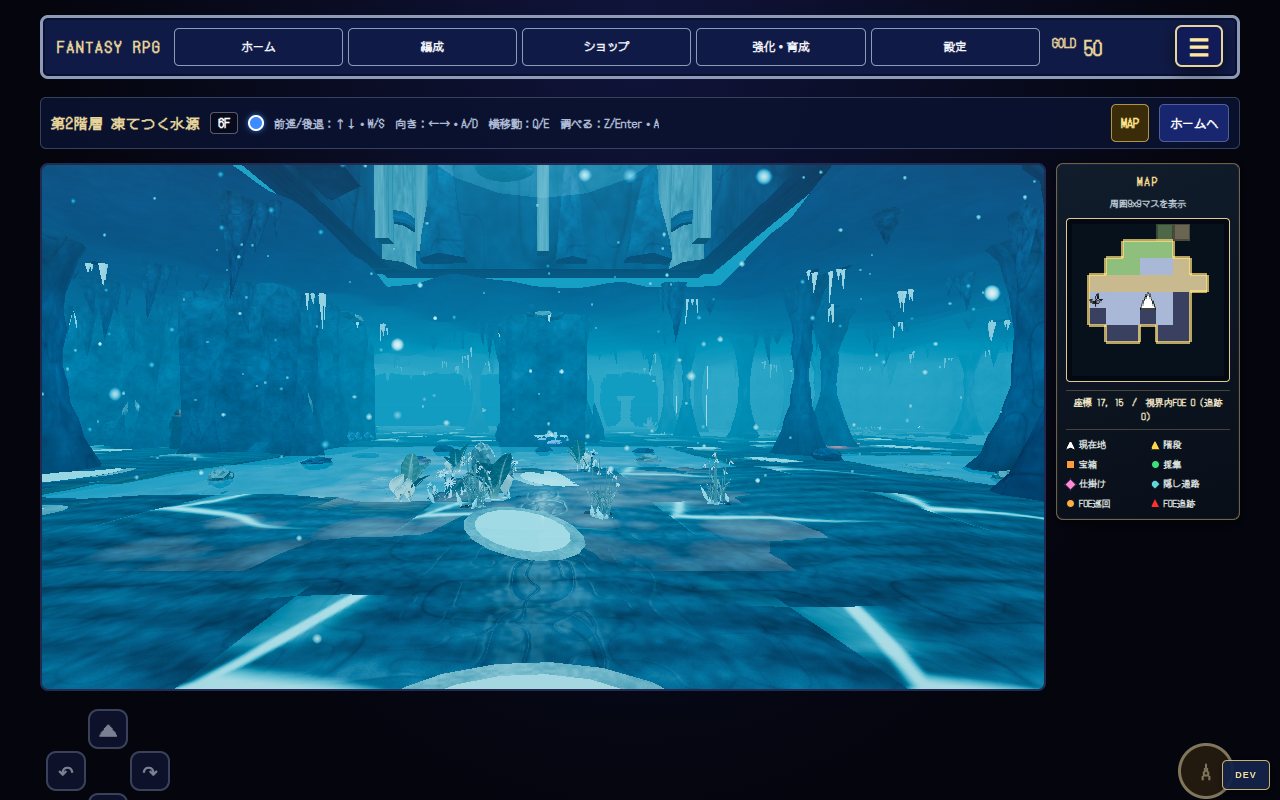 FANTASY RPG
ホーム
編成
ショップ
強化・育成
設定
GOLD 50
第2階層 凍てつく水源
6F
前進/後退：↑↓・W/S 向き：←→・A/D 横移動：Q/E 調べる：Z/Enter・A
MAP
ホームへ
MAP
周囲9x9マスを表示
座標 17, 15 / 視界内FOE 0（追跡
0）
現在地
階段
宝箱
採集
仕掛け
隠し通路
FOE巡回
FOE追跡
A
DEV